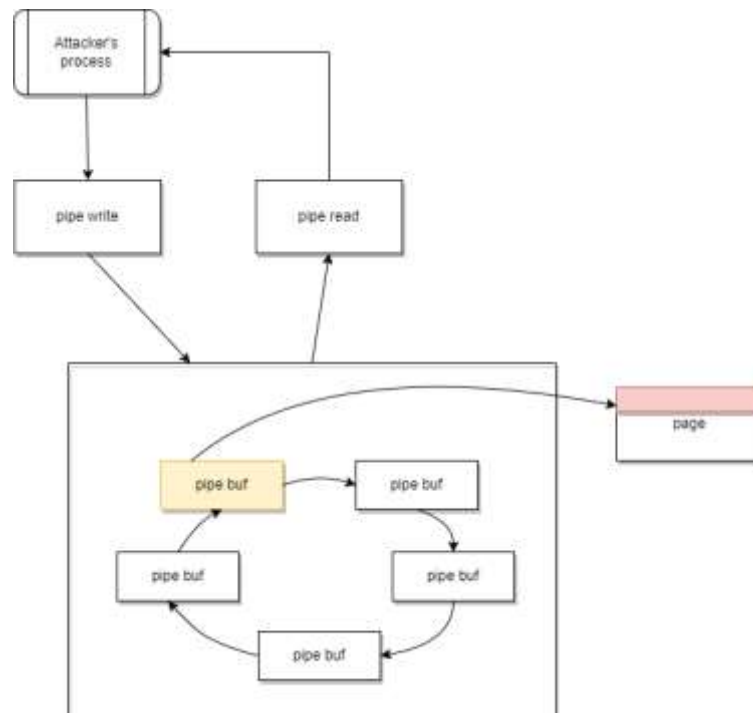 Attacker's
process
pipe write
pipe read
page
pipe buf
pipe buf
pipe buf
pipe buf
pipe buf